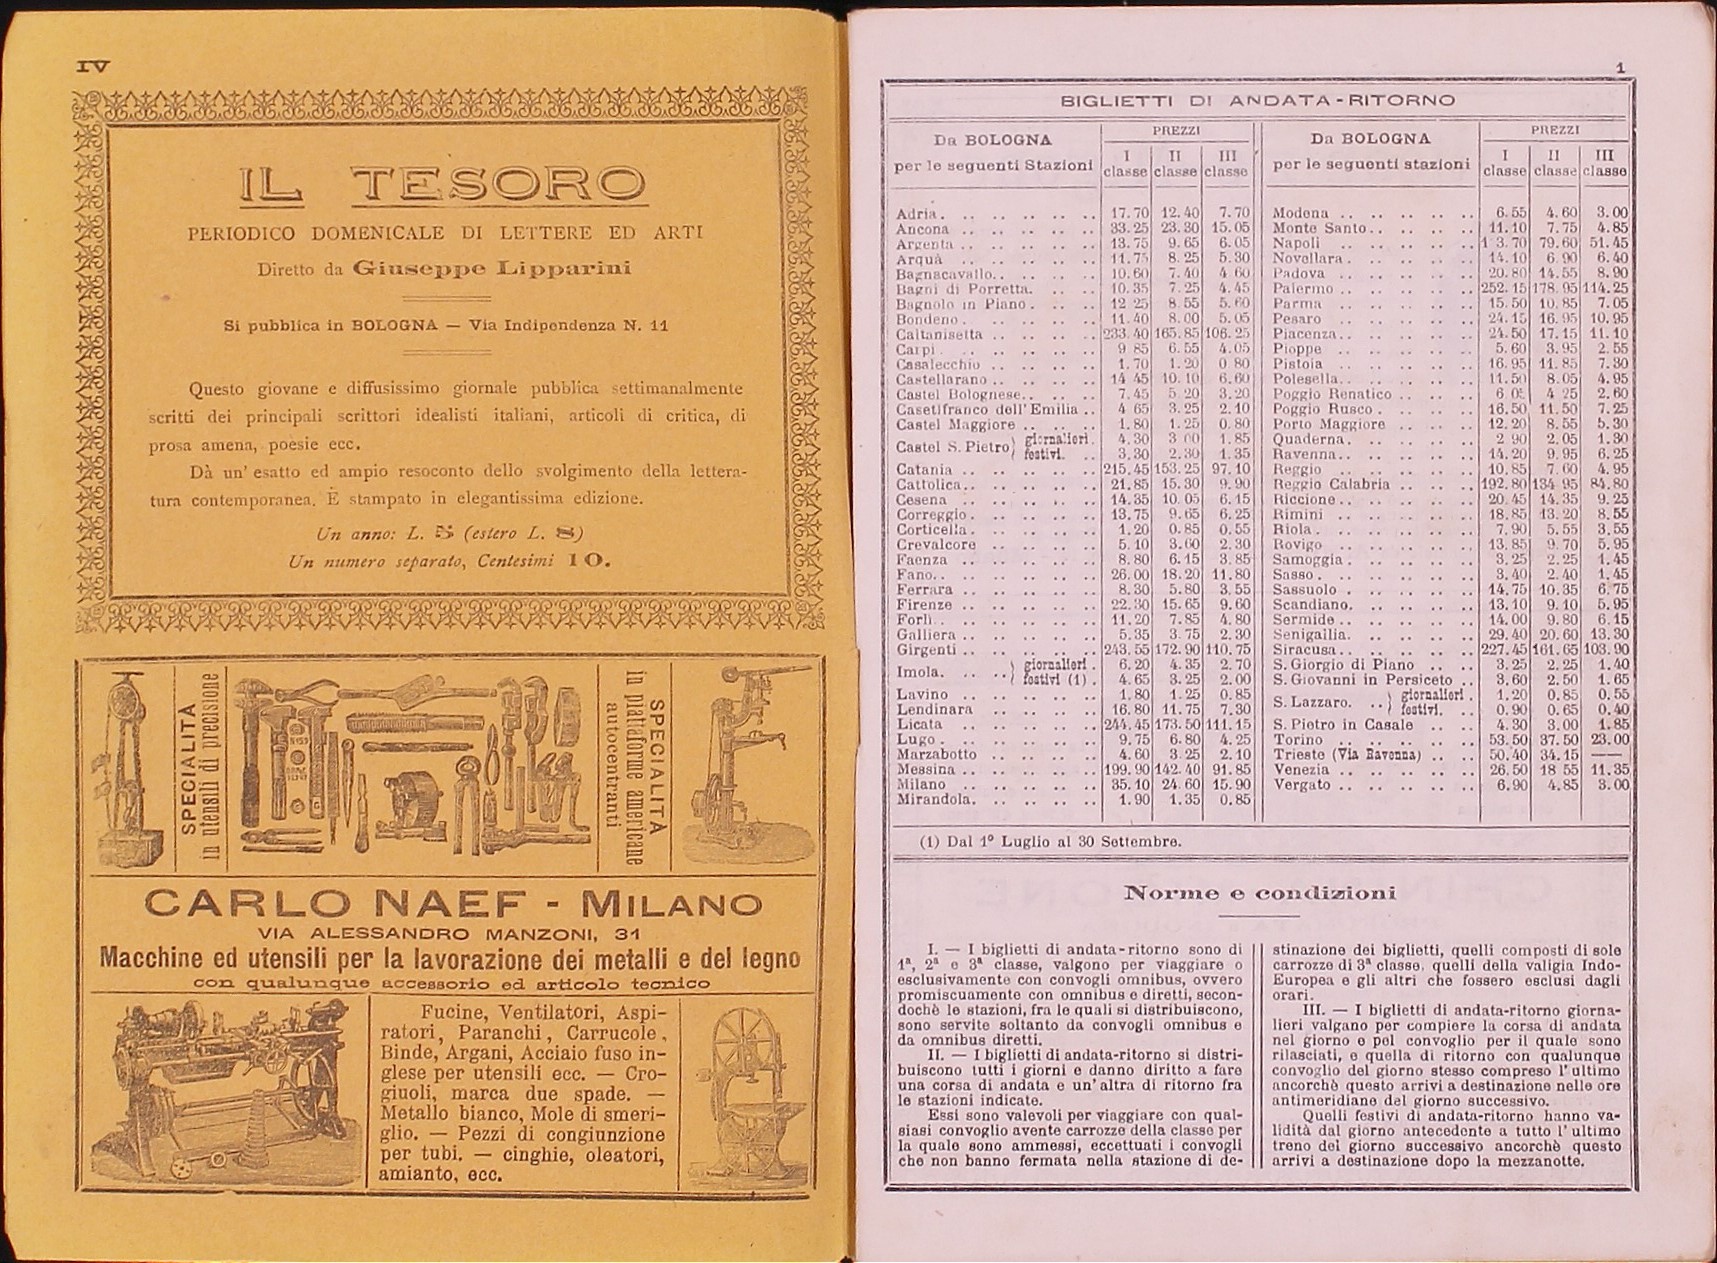 IV
IL TESORO
PERIODICO DOMENICALE DI LETTERE ED ARTI
Diretto da Giuseppe Lipparini
Si pubblica in BOLOGNA — Via Indipendenza N. 11
Questo giovane e diffusissimo giornale pubblica settimanalmente
scritti dei principali scrittori idealisti italiani, articoli di critica, di
prosa amena, poesie ecc.
Dà un' esatto ed ampio resoconto dello svolgimento della lettera-
tura contemporanea. È stampato in elegantissima edizione.
Un anno: L. 5 (estero L. 8)
Un numero separato, Centesimi 10.
SPECIALITÀ
in utensili di precisione
SPECIALITÀ
in plataforme americane
autocentranti
CARLO NAEF - MILANO
VIA ALESSANDRO MANZONI, 31
Macchine ed utensili per la lavorazione dei metalli e del legno
con qualunque accessorio ed articolo tecnico
Fucine, Ventilatori, Aspi-
ratori, Paranchi, Carrucole,
Binde, Argani, Acciaio fuso in-
glese per utensili ecc. — Cro-
giuoli, marca due spade. —
Metallo bianco, Mole di smeri-
glio. — Pezzi di congiunzione
per tubi. — cinghie, oleatori,
amianto, ecc.
1
BIGLIETTI DI ANDATA-RITORNO
Da BOLOGNA
per le seguenti Stazioni
PREZZI
I classe II classe III classe
Adria 17.70 12.40 7.70
Ancona 33.25 23.30 15.05
Argenta 13.75 9.65 6.05
Arquà 11.75 8.25 5.30
Bagnacavallo 10.60 7.40 4.60
Bagni di Porretta 10.35 7.25 4.45
Bagnolo in Piano 12 25 8.55 5.60
Bondeno 11.40 8.00 5.05
Caltanisetta 233.40 165.85 106.25
Carpi 9 85 6.55 4.05
Casalecchio 1.70 1.20 0 80
Castellarano 14 45 10.10 6.60
Castel Bolognese 7.45 5.20 3.20
Castelfranco dell'Emilia 4 65 3.25 2.10
Castel Maggiore 1.80 1.25 0.80
Castel S. Pietro giornalieri 4.30 3 00 1.85
festivi 3.30 2.30 1.35
Catania 215.45 153.25 97.10
Cattolica 21.85 15.30 9.90
Cesena 14.35 10.05 6.15
Correggio 13.75 9.65 6.25
Corticella 1.20 0.85 0.55
Crevalcore 5.10 3.60 2.30
Faenza 8.80 6.15 3.85
Fano 26.00 18.20 11.80
Ferrara 8.30 5.80 3.55
Firenze 22.30 15.65 9.60
Forlì 11.20 7.85 4.80
Galliera 5.35 3.75 2.30
Girgenti 243.55 172.90 110.75
Imola giornalieri 6.20 4.35 2.70
festivi (1) 4.65 3.25 2.00
Lavino 1.80 1.25 0.85
Lendinara 16.80 11.75 7.30
Licata 244.45 173.50 111.15
Lugo 9.75 6.80 4.25
Marzabotto 4.60 3.25 2.10
Messina 199.90 142.40 91.85
Milano 35.10 24.60 15.90
Mirandola 1.90 1.35 0.85
Da BOLOGNA
per le seguenti stazioni
PREZZI
I classe II classe III classe
Modena 6.55 4.60 3.00
Monte Santo 11.10 7.75 4.85
Napoli 1 3.70 79.60 51.45
Novellara 14.10 6.90 6.40
Padova 20.80 14.55 8.90
Palermo 252.15 178.95 114.25
Parma 15.50 10.85 7.05
Pesaro 24.15 16.95 10.95
Piacenza 24.50 17.15 11.10
Pioppe 5.60 3.95 2.55
Pistoia 16.95 11.85 7.30
Polesella 11.50 8.05 4.95
Poggio Renatico 6 05 4 25 2.60
Poggio Rusco 16.50 11.50 7.25
Porto Maggiore 12.20 8.55 5.30
Quaderna 2 90 2.05 1.30
Ravenna 14.20 9.95 6.25
Reggio 10.85 7.60 4.95
Reggio Calabria 192.80 134 95 84.80
Riccione 20.45 14.35 9.25
Rimini 18.85 13.20 8.55
Riola 7.90 5.55 3.55
Rovigo 13.85 9.70 5.95
Samoggia 3.25 2.25 1.45
Sasso 3.40 2.40 1.45
Sassuolo 14.75 10.35 6.75
Scandiano 13.10 9.10 5.95
Sermide 14.00 9.80 6.15
Senigallia 29.40 20.60 13.30
Siracusa 227.45 161.65 103.90
S. Giorgio di Piano 3.25 2.25 1.40
S. Giovanni in Persiceto 3.60 2.50 1.65
S. Lazzaro giornalieri 1.20 0.85 0.55
festivi 0.90 0.65 0.40
S. Pietro in Casale 4.30 3.00 1.85
Torino 53.50 37.50 23.00
Trieste (Via Ravenna) 50.40 34.15 —
Venezia 26.50 18 55 11.35
Vergato 6.90 4.85 3.00
(1) Dal 1º Luglio al 30 Settembre.
Norme e condizioni
I. — I biglietti di andata-ritorno sono di
1ª, 2ª e 3ª classe, valgono per viaggiare o
esclusivamente con convogli omnibus, ovvero
promiscuamente con omnibus e diretti, secon-
dochè le stazioni, fra le quali si distribuiscono,
sono servite soltanto da convogli omnibus e
da omnibus diretti.
II. — I biglietti di andata-ritorno si distri-
buiscono tutti i giorni e danno diritto a fare
una corsa di andata e un'altra di ritorno fra
le stazioni indicate.
Essi sono valevoli per viaggiare con qual-
siasi convoglio avente carrozze della classe per
la quale sono ammessi, eccettuati i convogli
che non hanno fermata nella stazione di de-
stinazione dei biglietti, quelli composti di sole
carrozze di 3ª classe, quelli della valigia Indo-
Europea e gli altri che fossero esclusi dagli
orari.
III. — I biglietti di andata-ritorno giorna-
lieri valgano per compiere la corsa di andata
nel giorno e pol convoglio per il quale sono
rilasciati, e quella di ritorno con qualunque
convoglio del giorno stesso compreso l'ultimo
ancorchè questo arrivi a destinazione nelle ore
antimeridiane del giorno successivo.
Quelli festivi di andata-ritorno hanno va-
lidità dal giorno antecedente a tutto l'ultimo
treno del giorno successivo ancorchè questo
arrivi a destinazione dopo la mezzanotte.